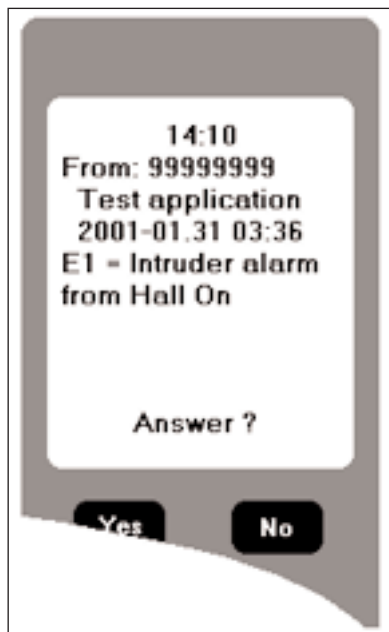 14:10
From: 99999999
Test application
2001-01.31 03:36
E1 = Intruder alarm
from Hall On
Answer ?
Yes No